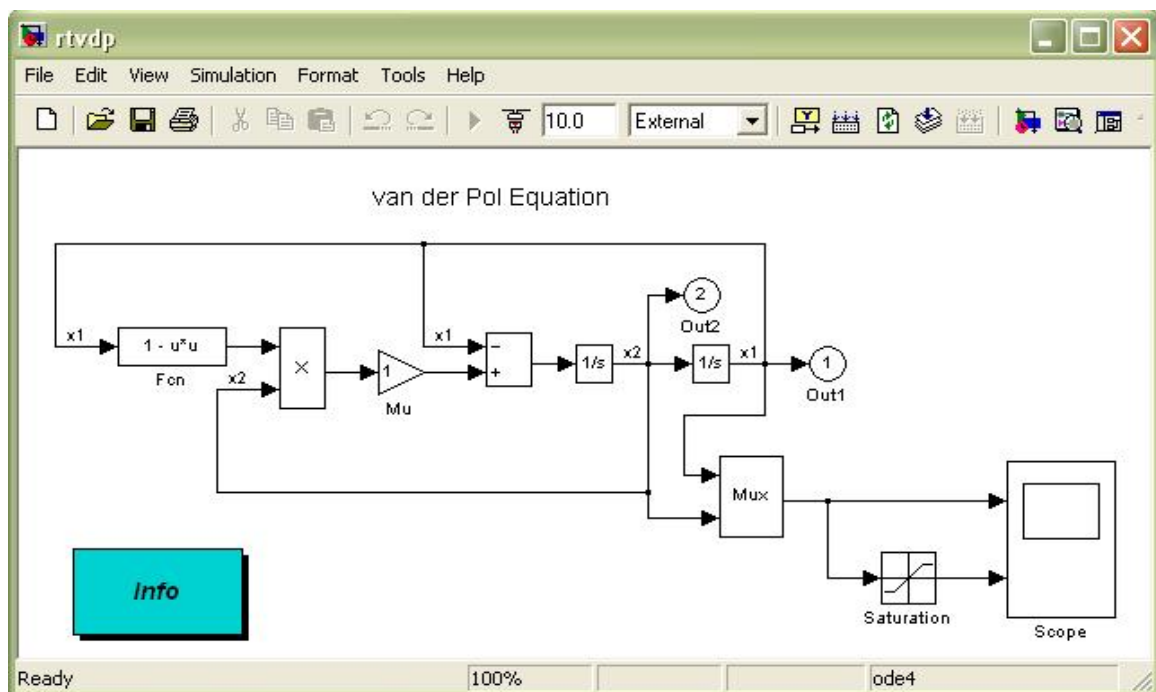 rtvdp
File Edit View Simulation Format Tools Help
10.0 External
van der Pol Equation
2
Out2
x1 1 - u*u x1 − x2 x1
Fcn × 1 + 1/s 1/s 1
x2 Mu Out1
Mux
Info
Saturation
Scope
Ready 100% ode4